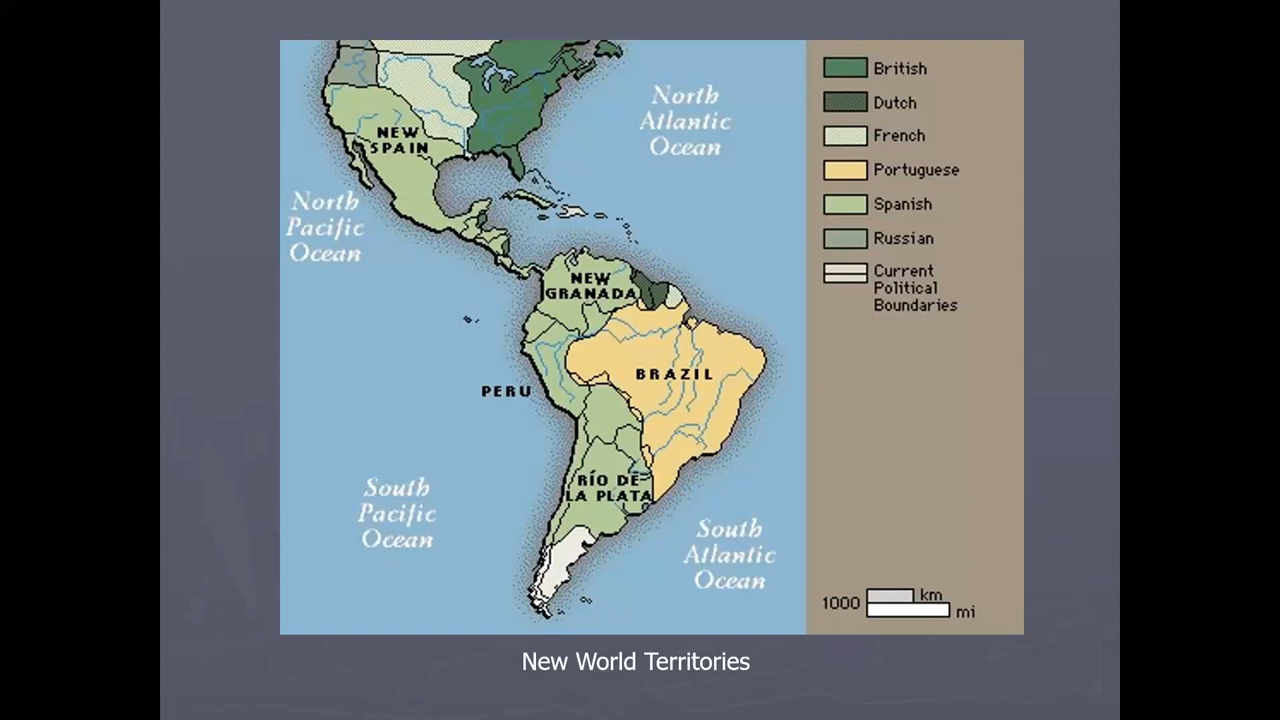 North
Atlantic
Ocean
NEW
SPAIN
North
Pacific
Ocean
NEW
GRANADA
BRAZIL
PERU
RÍO DE
LA PLATA
South
Pacific
Ocean
South
Atlantic
Ocean
British
Dutch
French
Portuguese
Spanish
Russian
Current
Political
Boundaries
1000 km
mi
New World Territories